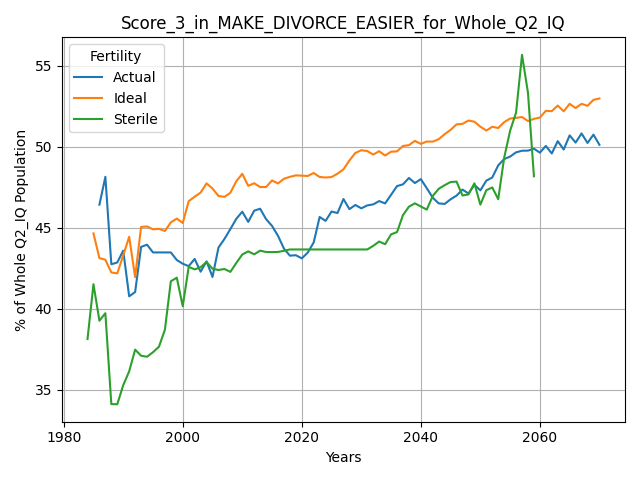 Score_3_in_MAKE_DIVORCE_EASIER_for_Whole_Q2_IQ
Fertility
Actual
Ideal
Sterile
% of Whole Q2_IQ Population
55
50
45
40
35
1980
2000
2020
2040
2060
Years